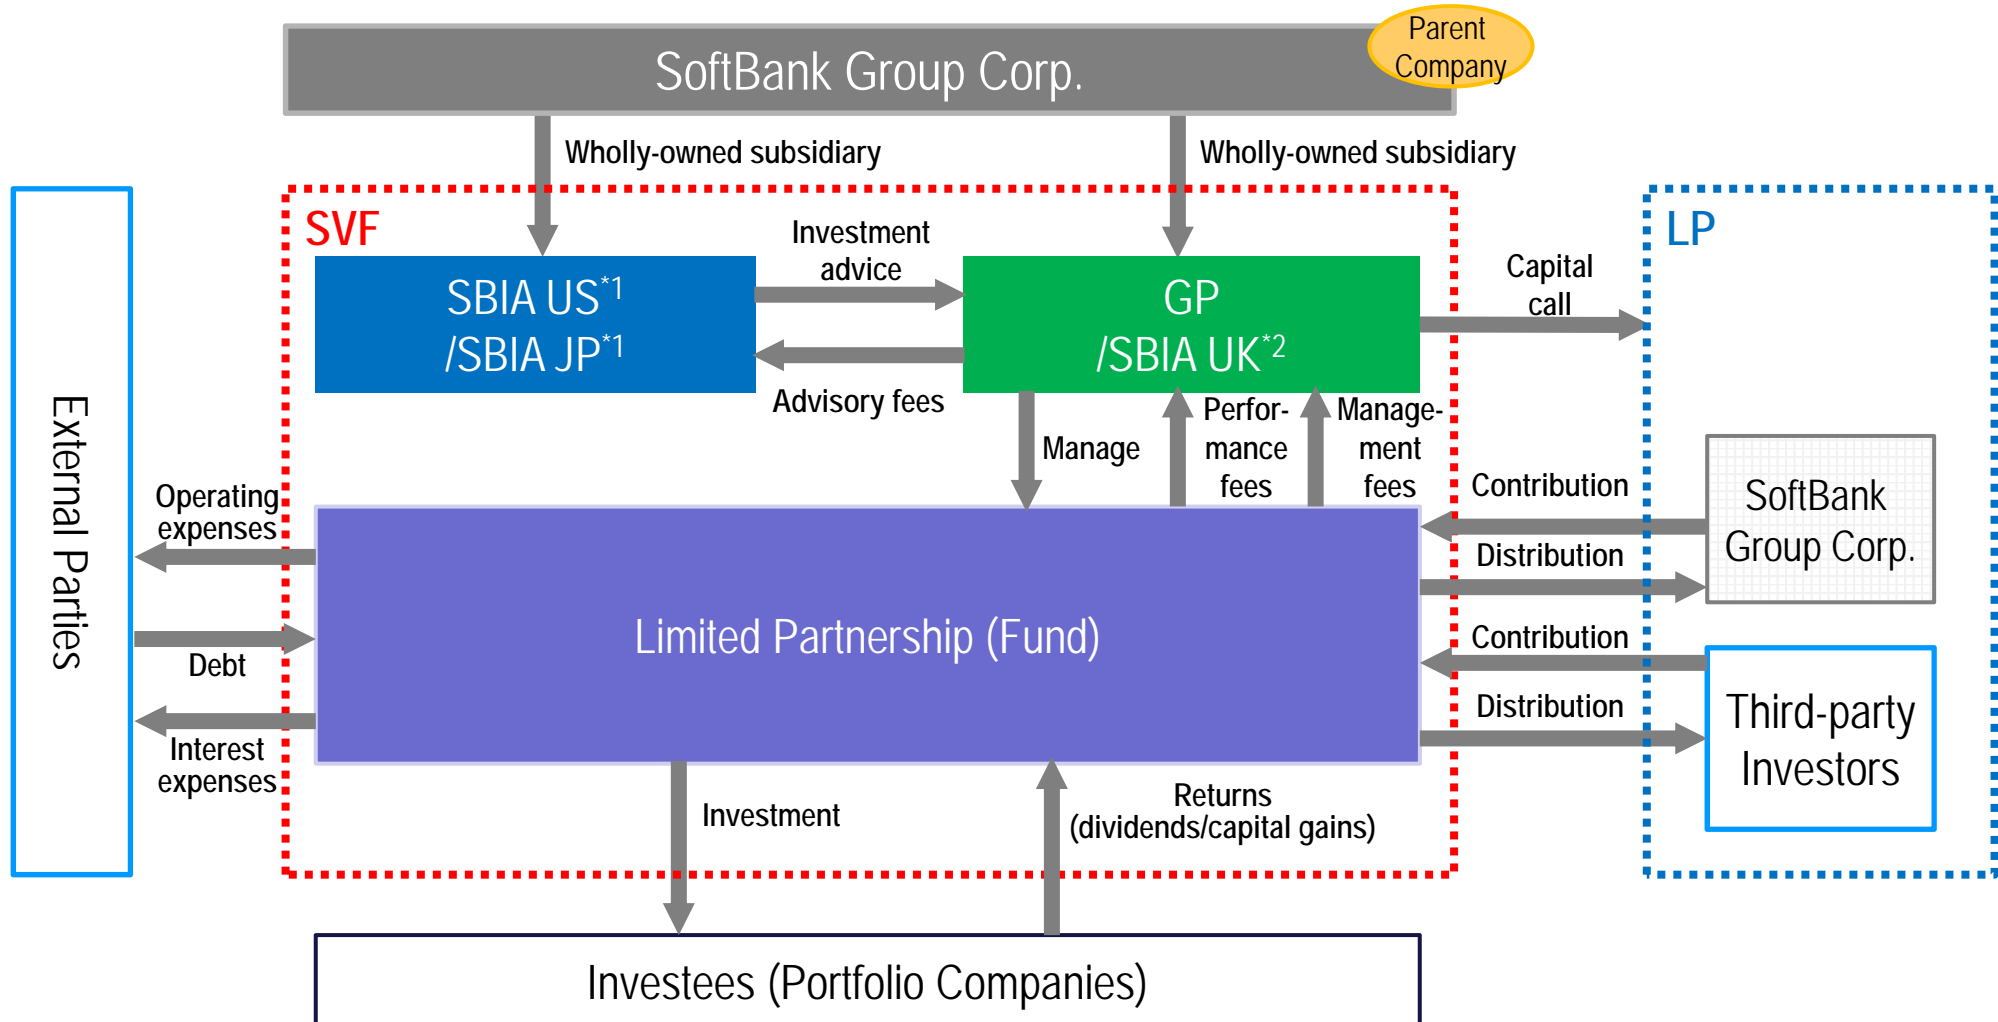 Parent
Company
SoftBank Group Corp.
Wholly-owned subsidiary
Wholly-owned subsidiary
SVF
LP
Investment
advice
SBIA US*1
/SBIA JP*1
GP
/SBIA UK*2
Capital
call
Advisory fees
Manage
Perfor-
mance
fees
Manage-
ment
fees
External Parties
Operating
expenses
Debt
Interest
expenses
Limited Partnership (Fund)
Contribution
Distribution
SoftBank
Group Corp.
Contribution
Distribution
Third-party
Investors
Investment
Returns
(dividends/capital gains)
Investees (Portfolio Companies)